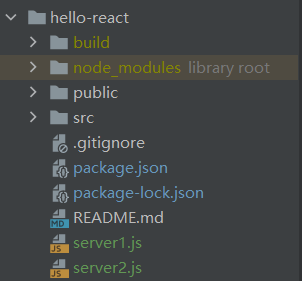 hello-react
build
node_modules library root
public
src
.gitignore
package.json
package-lock.json
README.md
server1.js
server2.js